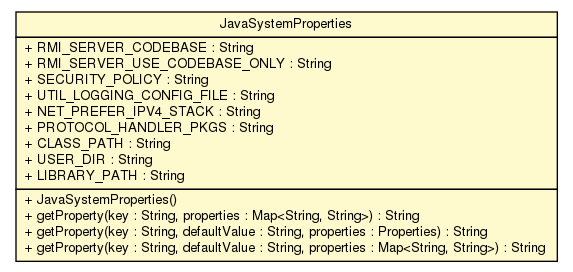 JavaSystemProperties
+ RMI_SERVER_CODEBASE : String
+ RMI_SERVER_USE_CODEBASE_ONLY : String
+ SECURITY_POLICY : String
+ UTIL_LOGGING_CONFIG_FILE : String
+ NET_PREFER_IPV4_STACK : String
+ PROTOCOL_HANDLER_PKGS : String
+ CLASS_PATH : String
+ USER_DIR : String
+ LIBRARY_PATH : String
+ JavaSystemProperties()
+ getProperty(key : String, properties : Map<String, String>) : String
+ getProperty(key : String, defaultValue : String, properties : Properties) : String
+ getProperty(key : String, defaultValue : String, properties : Map<String, String>) : String